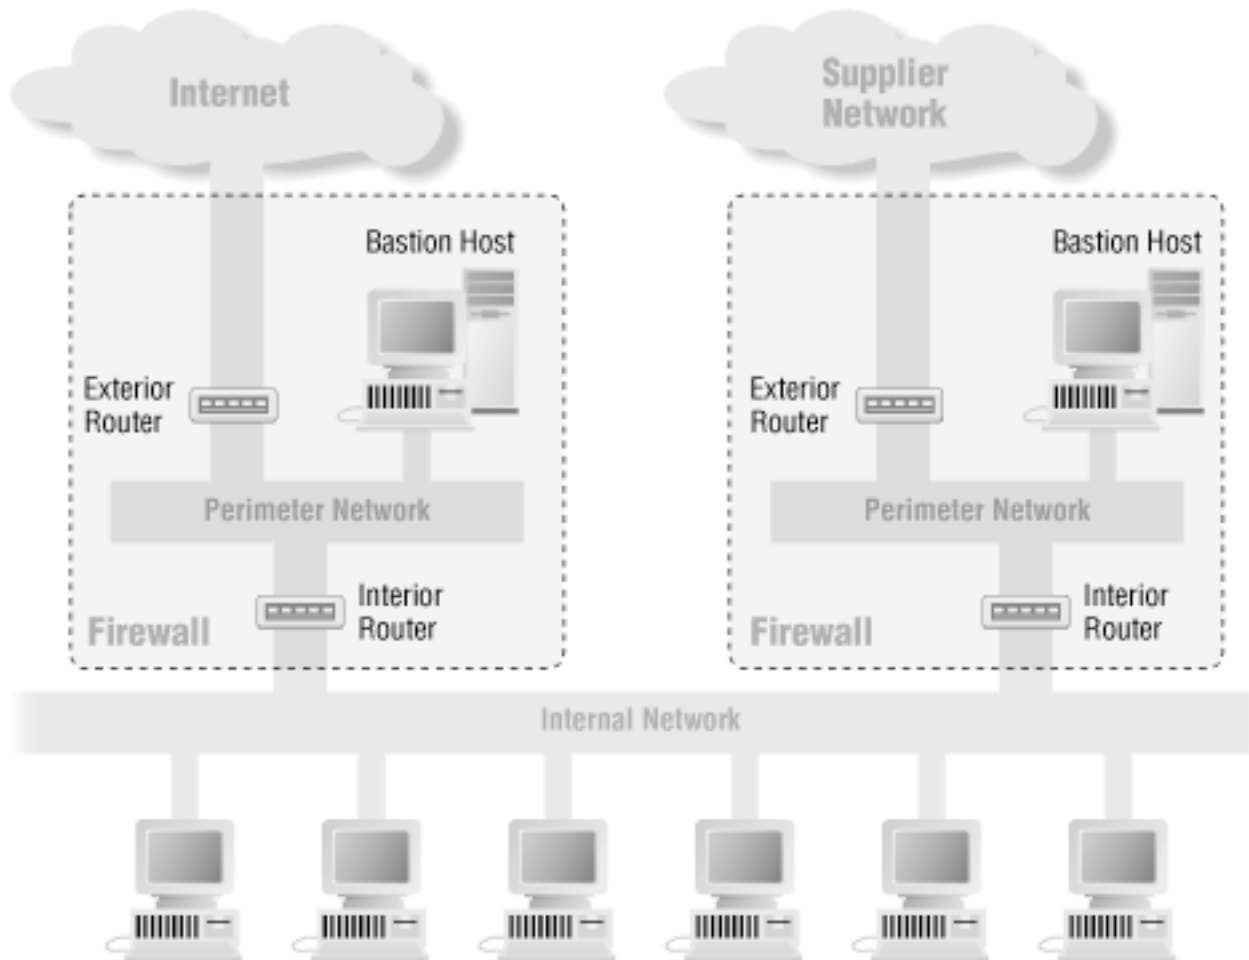 Internet
Supplier
Network
Bastion Host
Bastion Host
Exterior
Router
Exterior
Router
Perimeter Network
Perimeter Network
Interior
Router
Interior
Router
Firewall
Firewall
Internal Network